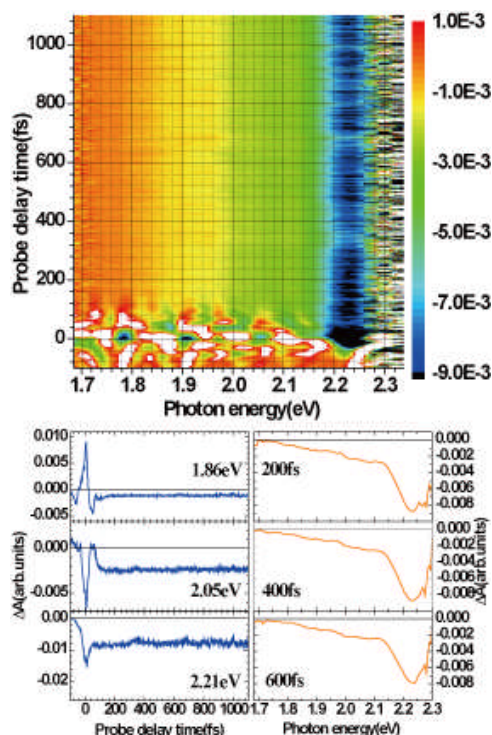 1.0E-3
1000
800
600
400
200
0
Probe delay time(fs)
-1.0E-3
-3.0E-3
-5.0E-3
-7.0E-3
-9.0E-3
1.7 1.8 1.9 2.0 2.1 2.2 2.3
Photon energy(eV)
0.010
0.005
0.000
-0.005
1.86eV
200fs
0.000
-0.002
-0.004
-0.006
-0.008
0.000
-0.005
2.05eV
400fs
0.000
-0.002
-0.004
-0.006
-0.008
0.00
-0.01
-0.02
2.21eV
600fs
0.000
-0.002
-0.004
-0.006
-0.008
ΔA(arb.units)
ΔA(arb.units)
0 200 400 600 800 1000
Probe delay time(fs)
1.7 1.8 1.9 2.0 2.1 2.2 2.3
Photon energy(eV)